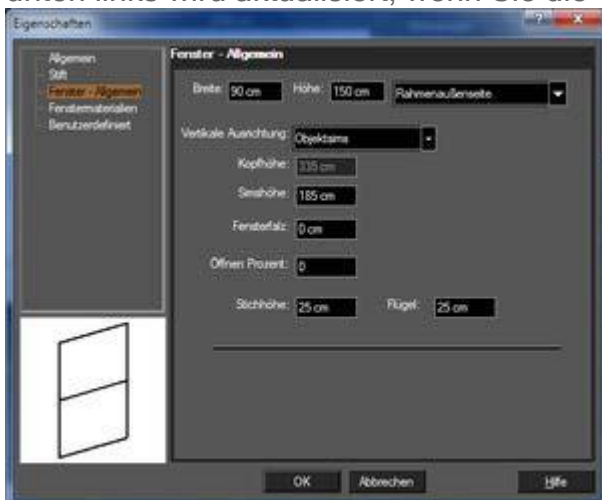 unten links wird aktualisiert, wenn Sie die
Eigenschaften
Allgemein
Stift
Fenster - Allgemein
Fenstermaterialien
Benutzerdefiniert
Fenster - Allgemein
Breite: 90 cm Höhe: 150 cm Rahmenaußenseite
Vertikale Ausrichtung: Objektsims
Kopfhöhe: 335 cm
Simshöhe: 185 cm
Fensterfalz: 0 cm
Öffnen Prozent: 0
Stichhöhe: 25 cm Flügel: 25 cm
OK Abbrechen Hilfe